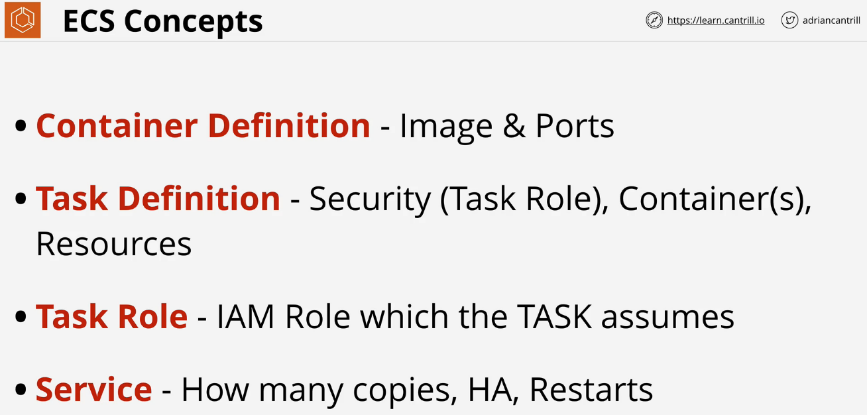 ECS Concepts
https://learn.cantrill.io
adriancantrill
• Container Definition - Image & Ports
• Task Definition - Security (Task Role), Container(s),
Resources
• Task Role - IAM Role which the TASK assumes
• Service - How many copies, HA, Restarts